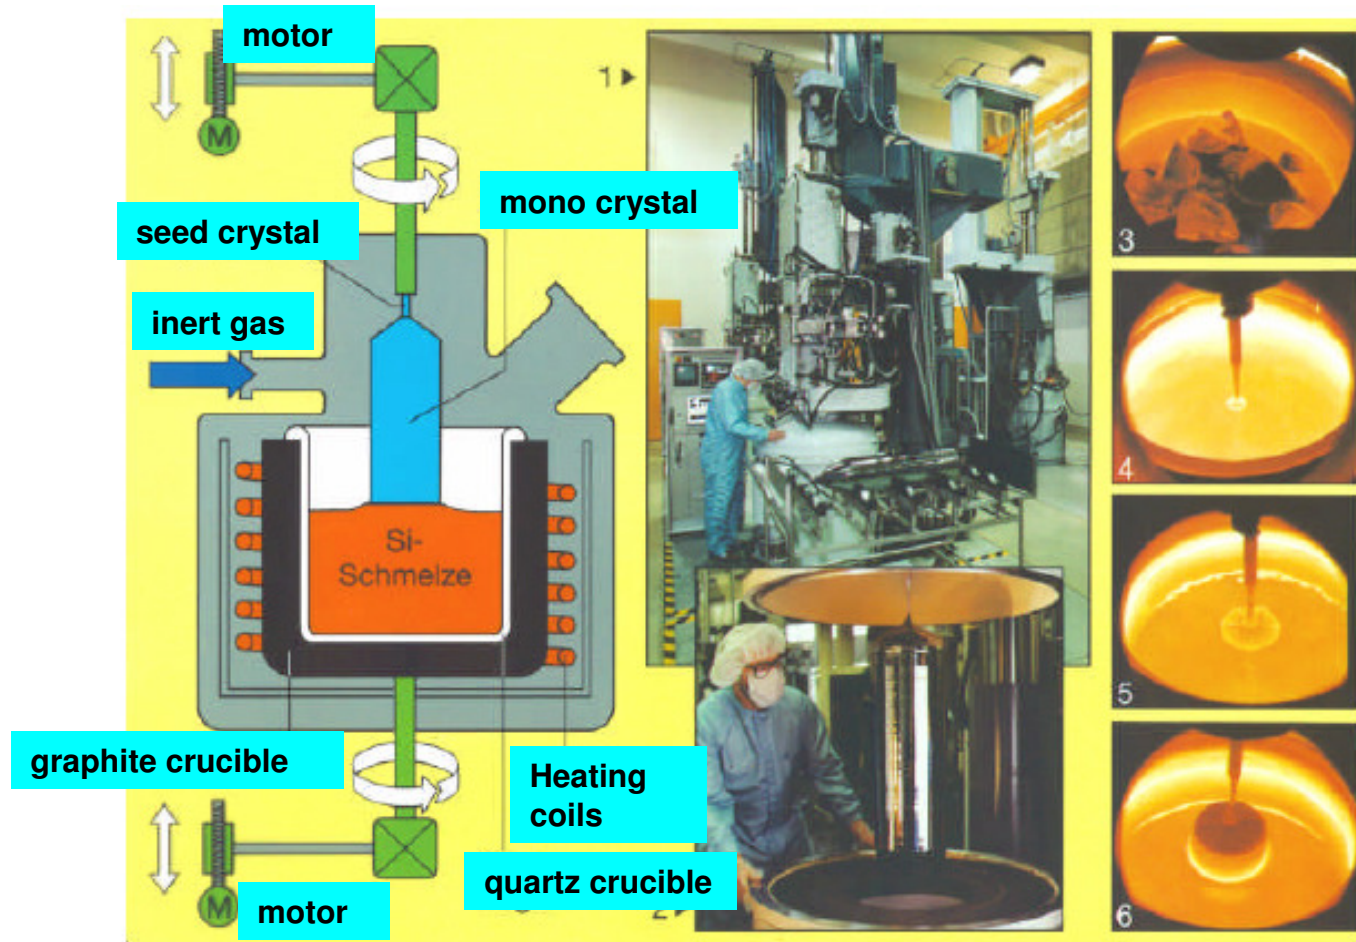 motor
M
1
mono crystal
seed crystal
inert gas
Si-
Schmelze
3
4
5
6
graphite crucible
Heating
coils
quartz crucible
M
motor
2